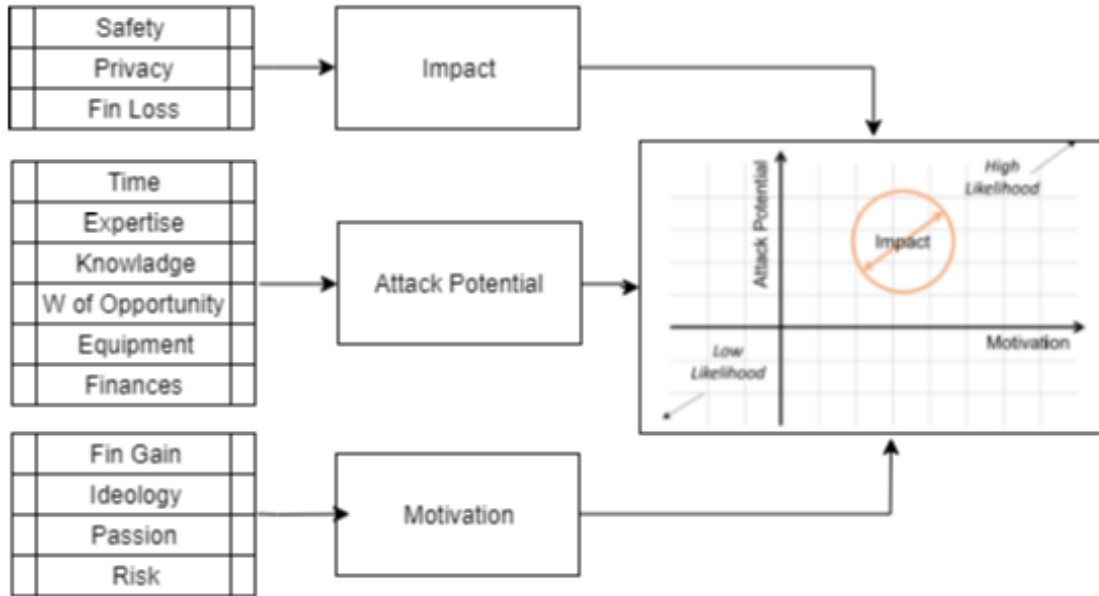 Safety
Privacy
Fin Loss
Impact
Time
Expertise
Knowladge
W of Opportunity
Equipment
Finances
Attack Potential
Fin Gain
Ideology
Passion
Risk
Motivation
Attack Potential
High
Likelihood
Impact
Motivation
Low
Likelihood